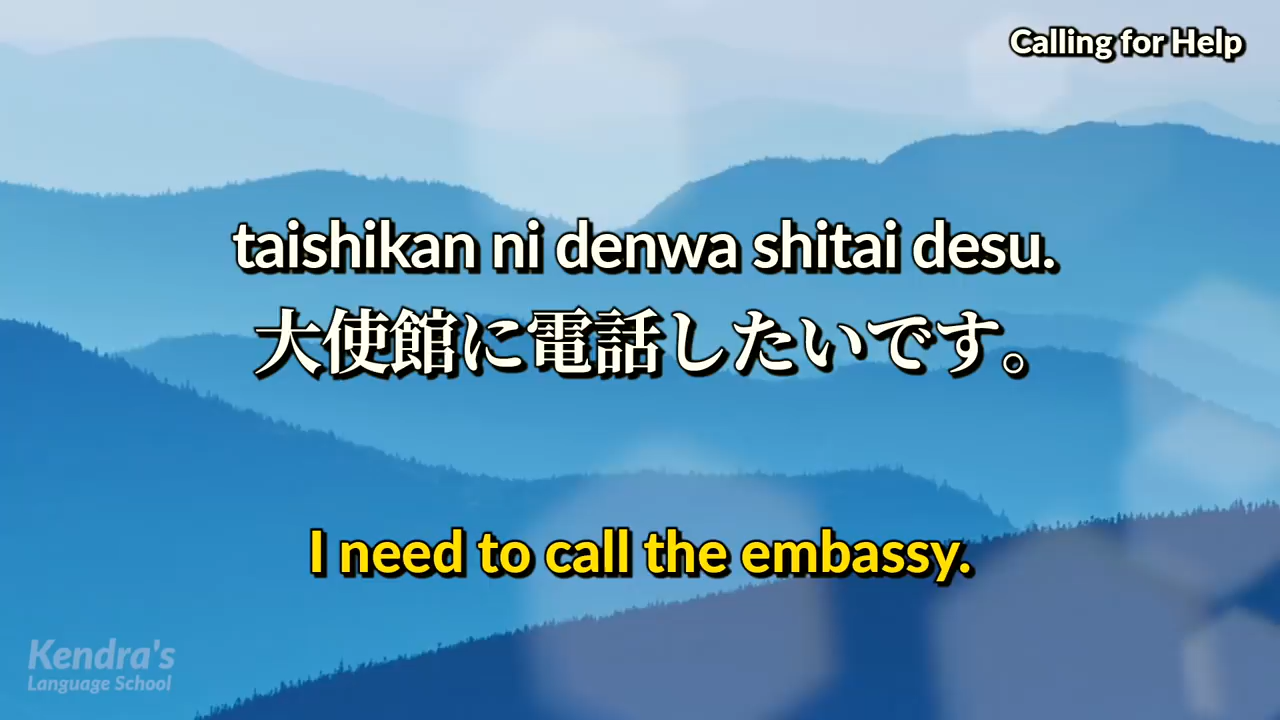 Calling for Help
taishikan ni denwa shitai desu.
大使館に電話したいです。
I need to call the embassy.
Kendra's
Language School